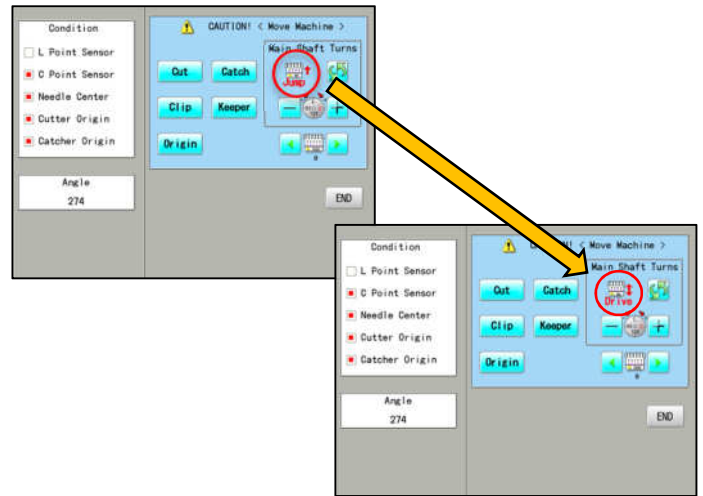 Condition
L Point Sensor
C Point Sensor
Needle Center
Cutter Origin
Catcher Origin
Angle
274
CAUTION! < Move Machine >
Main Shaft Turns
Cut
Catch
Jump
Clip
Keeper
Origin
END
Condition
L Point Sensor
C Point Sensor
Needle Center
Cutter Origin
Catcher Origin
Angle
274
< Move Machine >
Main Shaft Turns
Cut
Catch
Drive
Clip
Keeper
Origin
END